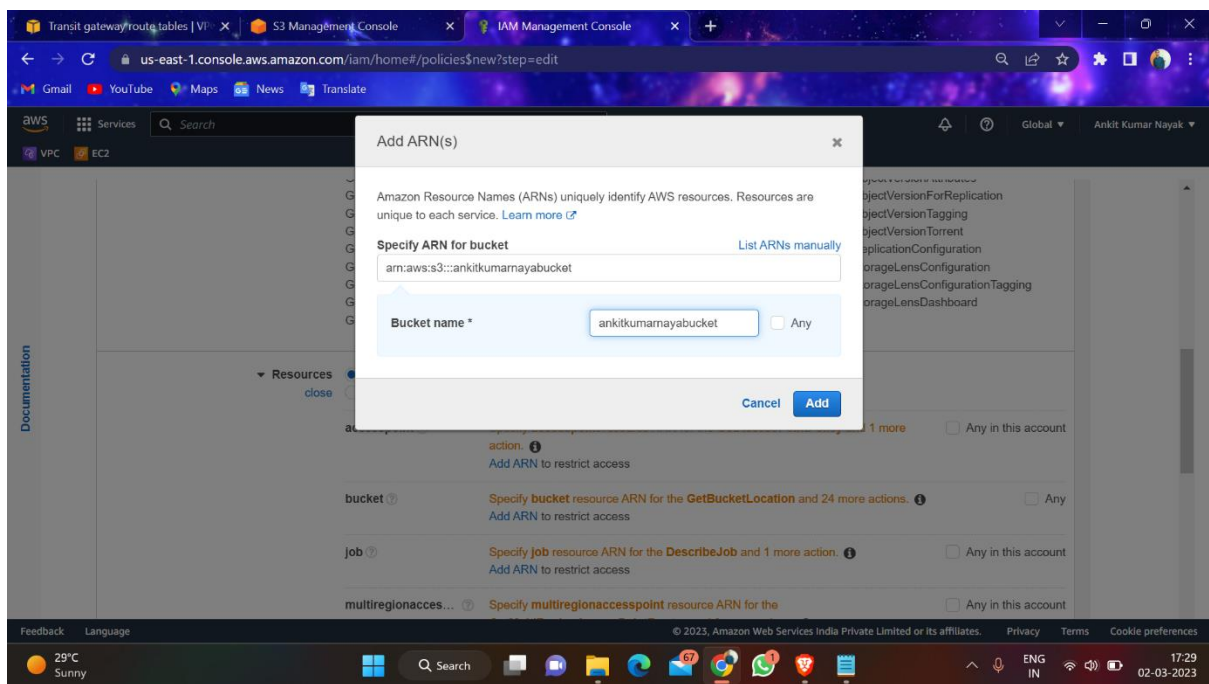 Transit gateway route tables | VP
S3 Management Console
IAM Management Console
us-east-1.console.aws.amazon.com/iam/home#/policies$new?step=edit
Gmail YouTube Maps News Translate
aws Services Search Global Ankit Kumar Nayak
VPC EC2
Add ARN(s)
Amazon Resource Names (ARNs) uniquely identify AWS resources. Resources are
unique to each service. Learn more
Specify ARN for bucket List ARNs manually
arn:aws:s3:::ankitkumarnayabucket
Bucket name * ankitkumarnayabucket Any
Cancel Add
bjectVersionForReplication
bjectVersionTagging
bjectVersionTorrent
eplicationConfiguration
orageLensConfiguration
orageLensConfigurationTagging
orageLensDashboard
Documentation
Resources
close
1 more Any in this account
action.
Add ARN to restrict access
bucket Specify bucket resource ARN for the GetBucketLocation and 24 more actions. Any
Add ARN to restrict access
job Specify job resource ARN for the DescribeJob and 1 more action. Any in this account
Add ARN to restrict access
multiregionacces... Specify multiregionaccesspoint resource ARN for the Any in this account
Feedback Language © 2023, Amazon Web Services India Private Limited or its affiliates. Privacy Terms Cookie preferences
29°C
Sunny
Search
67
1
ENG
IN
17:29
02-03-2023